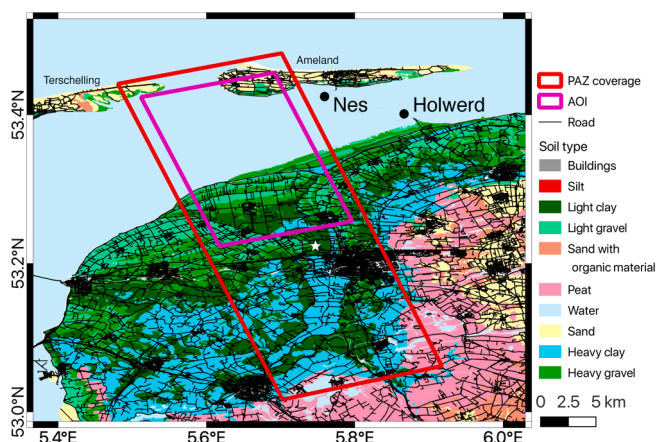 Terschelling
Ameland
Nes
Holwerd
53.4°N
53.2°N
53.0°N
5.4°E
5.6°E
5.8°E
6.0°E
PAZ coverage
AOI
Road
Soil type
Buildings
Silt
Light clay
Light gravel
Sand with
organic material
Peat
Water
Sand
Heavy clay
Heavy gravel
0 2.5 5 km